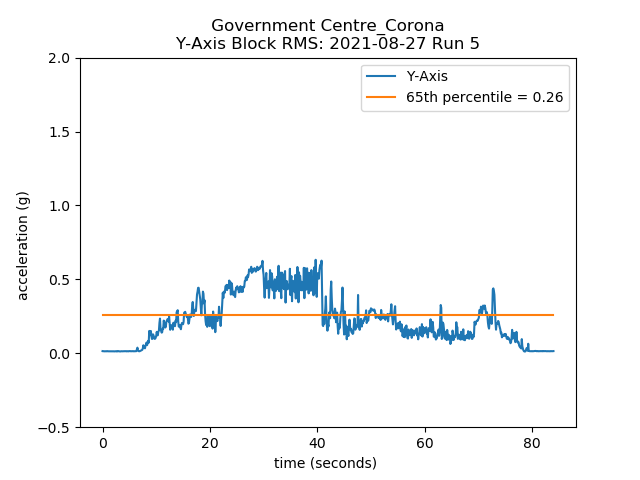 Government Centre_Corona
Y-Axis Block RMS: 2021-08-27 Run 5
Y-Axis
65th percentile = 0.26
2.0
1.5
1.0
0.5
0.0
−0.5
acceleration (g)
0 20 40 60 80
time (seconds)